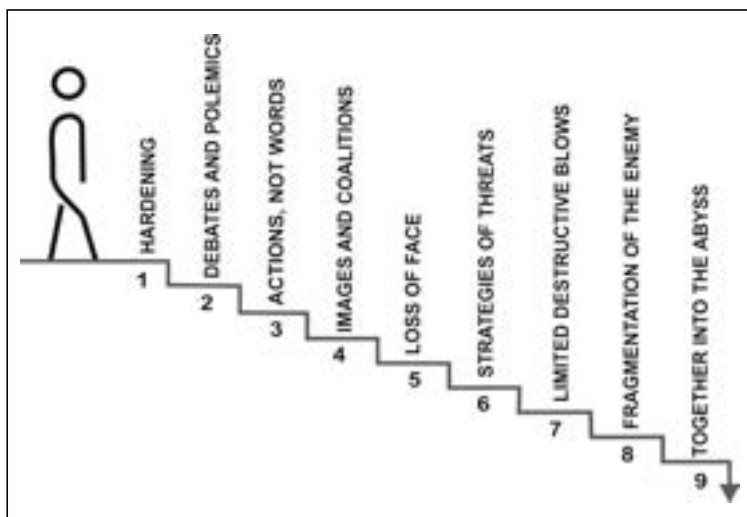 HARDENING
1
DEBATES AND POLEMICS
2
ACTIONS, NOT WORDS
3
IMAGES AND COALITIONS
4
LOSS OF FACE
5
STRATEGIES OF THREATS
6
LIMITED DESTRUCTIVE BLOWS
7
FRAGMENTATION OF THE ENEMY
8
TOGETHER INTO THE ABYSS
9